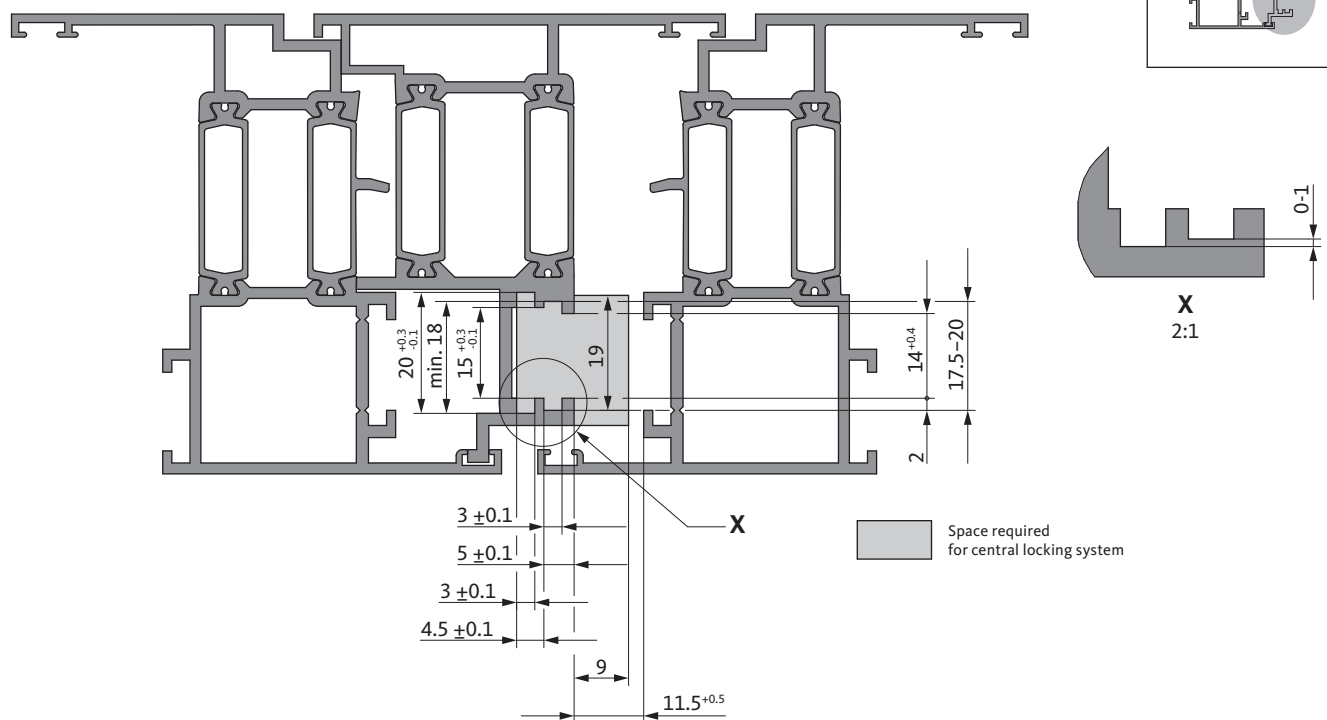 0-1
X
2:1
20 +0.3 -0.1
min. 18
15 +0.3 -0.1
19
14 +0.4
17.5–20
2
3 ±0.1
X
5 ±0.1
3 ±0.1
4.5 ±0.1
9
11.5 +0.5
Space required
for central locking system